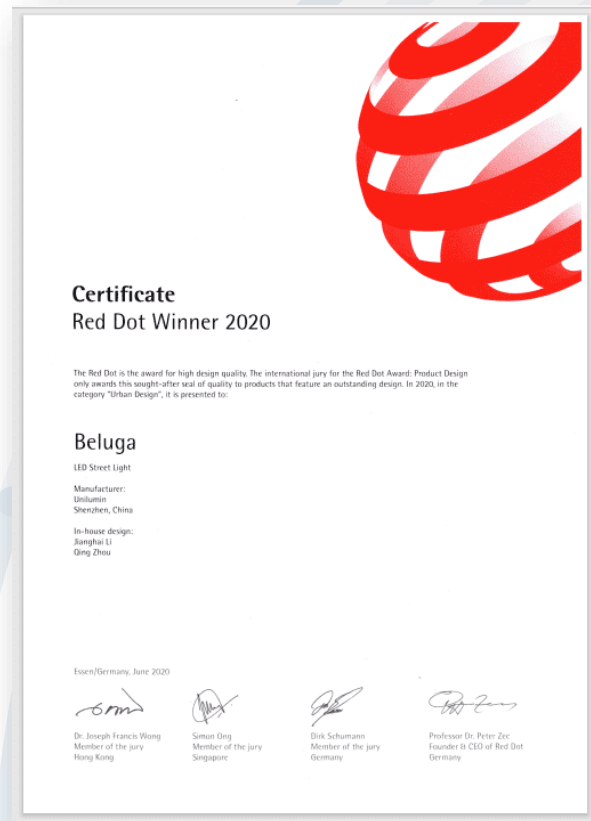 Certificate
Red Dot Winner 2020
The Red Dot is the award for high design quality. The international jury for the Red Dot Award: Product Design
only awards this sought-after seal of quality to products that feature an outstanding design. In 2020, in the
category "Urban Design", it is presented to:
Beluga
LED Street Light
Manufacturer:
Unilumin
Shenzhen, China
In-house design:
Jianghai Li
Qing Zhou
Essen/Germany, June 2020
Dr. Joseph Francis Wong
Member of the jury
Hong Kong
Simon Ong
Member of the jury
Singapore
Dirk Schumann
Member of the jury
Germany
Professor Dr. Peter Zec
Founder & CEO of Red Dot
Germany